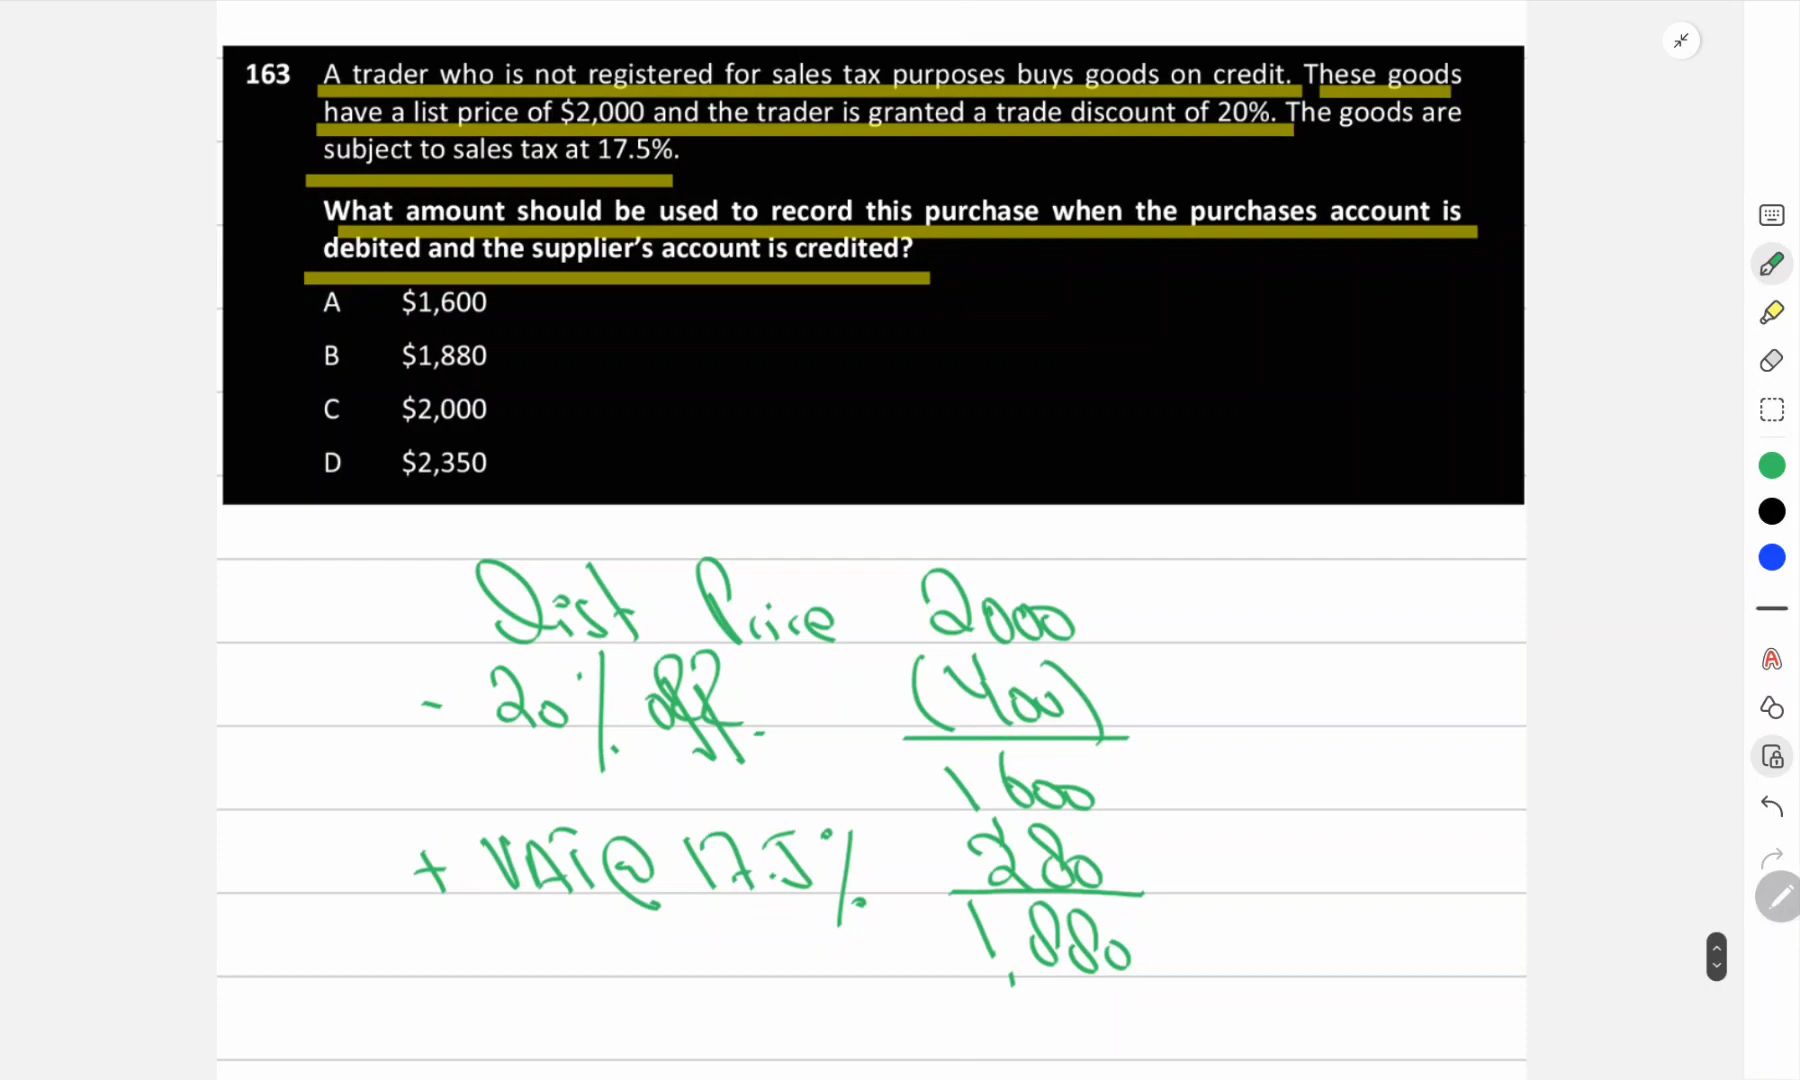 163 A trader who is not registered for sales tax purposes buys goods on credit. These goods
have a list price of $2,000 and the trader is granted a trade discount of 20%. The goods are
subject to sales tax at 17.5%.
What amount should be used to record this purchase when the purchases account is
debited and the supplier's account is credited?
A $1,600
B $1,880
C $2,000
D $2,350
List Price 2000
- 20% off. (400)
1600
+ VAT@ 17.5% 280
1,880
A